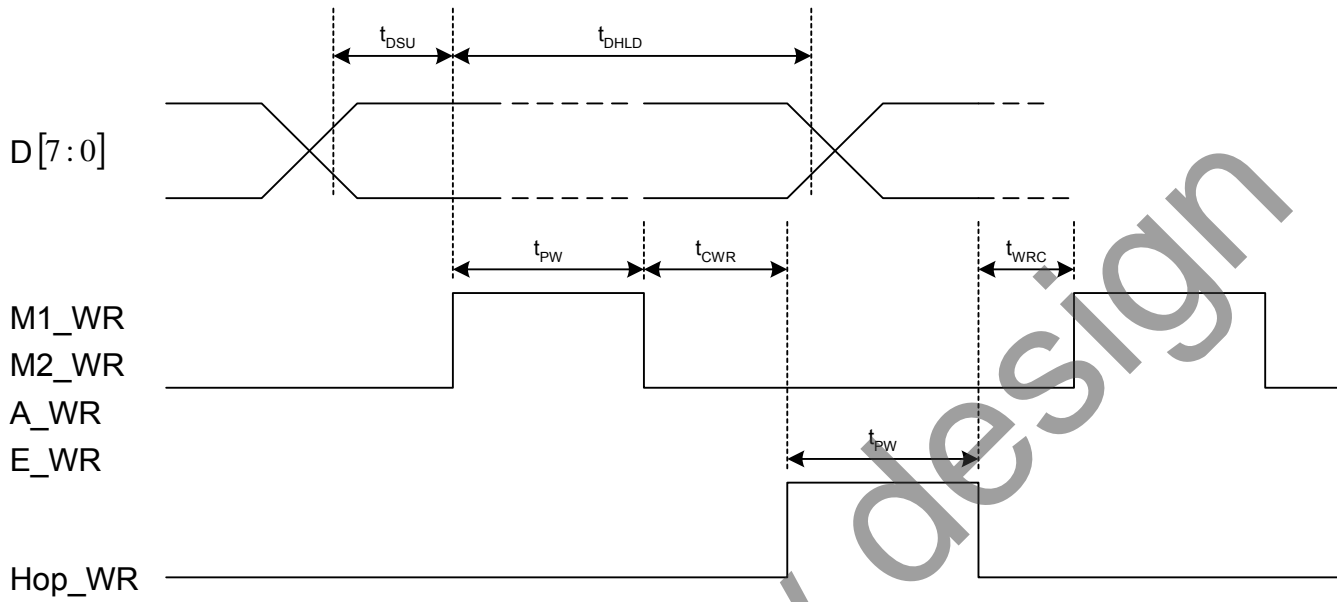 tDSU
tDHLD
D[7:0]
tPW
tCWR
tWRC
M1_WR
M2_WR
A_WR
E_WR
tPW
Hop_WR
design